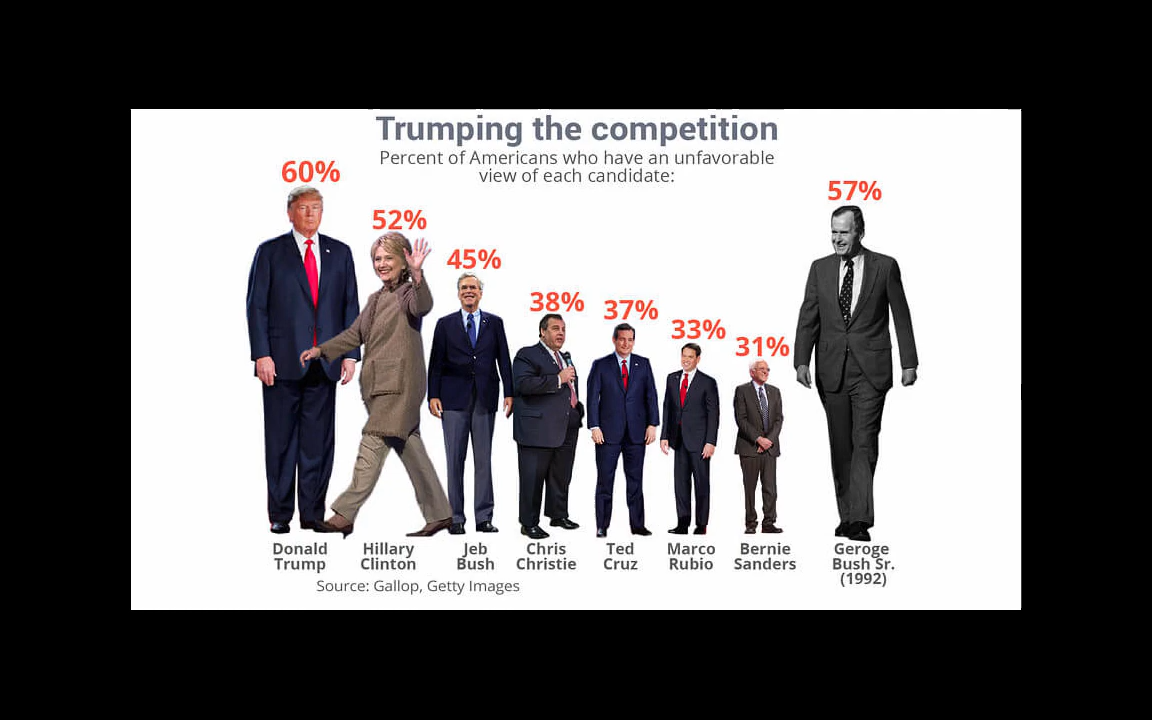 Trumping the competition
Percent of Americans who have an unfavorable
view of each candidate:
60%
52%
45%
38%
37%
33%
31%
57%
Donald
Trump
Hillary
Clinton
Jeb
Bush
Chris
Christie
Ted
Cruz
Marco
Rubio
Bernie
Sanders
Geroge
Bush Sr.
(1992)
Source: Gallop, Getty Images